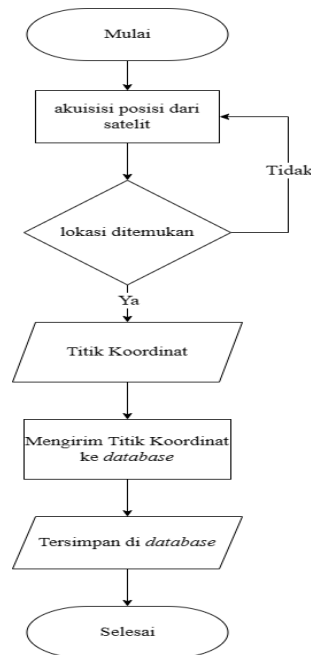 Mulai
akuisisi posisi dari
satelit
Tidak
lokasi ditemukan
Ya
Titik Koordinat
Mengirim Titik Koordinat
ke database
Tersimpan di database
Selesai